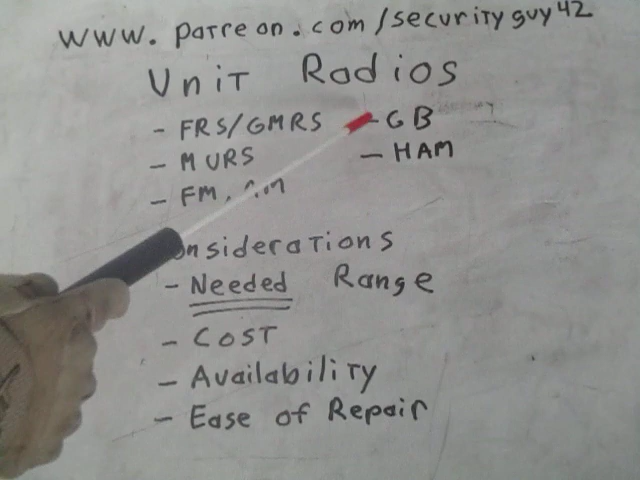 www.patreon.com/securityguy42
Unit Radios
- FRS/GMRS
- MURS
- FM,
- CB
- HAM
onsiderations
- Needed Range
- Cost
- Availability
- Ease of Repair